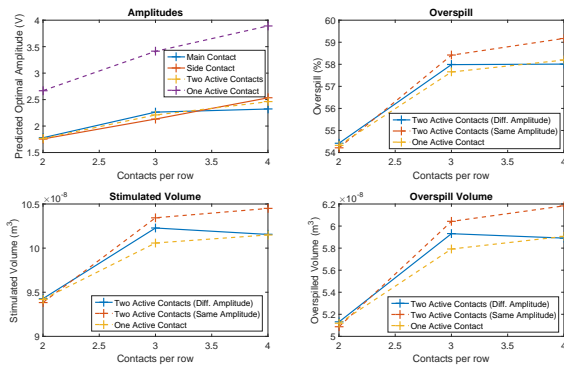 Amplitudes
Predicted Optimal Amplitude (V)
4
3.5
3
2.5
2
1.5
Main Contact
Side Contact
Two Active Contacts
One Active Contact
2
2.5
3
3.5
4
Contacts per row
Overspill
Overspill (%)
60
59
58
57
56
55
54
Two Active Contacts (Diff. Amplitude)
Two Active Contacts (Same Amplitude)
One Active Contact
2
2.5
3
3.5
4
Contacts per row
Stimulated Volume
×10⁻⁸
Stimulated Volume (m³)
10.5
10
9.5
9
Two Active Contacts (Diff. Amplitude)
Two Active Contacts (Same Amplitude)
One Active Contact
2
2.5
3
3.5
4
Contacts per row
Overspill Volume
×10⁻⁸
Overspilled Volume (m³)
6.2
6
5.8
5.6
5.4
5.2
5
Two Active Contacts (Diff. Amplitude)
Two Active Contacts (Same Amplitude)
One Active Contact
2
2.5
3
3.5
4
Contacts per row